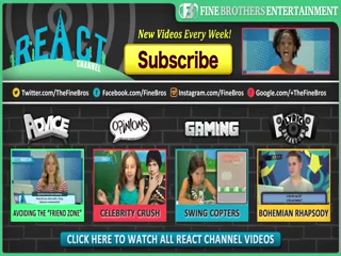 FINE BROTHERS ENTERTAINMENT
REACT
CHANNEL
New Videos Every Week!
Subscribe
Twitter.com/TheFineBros
Facebook.com/FineBros
Instagram.com/FineBros
Google.com/+TheFineBros
ADVICE
OPINIONS
GAMING
LYRIC
BREAKDOWN
AVOIDING THE "FRIEND ZONE"
CELEBRITY CRUSH
SWING COPTERS
BOHEMIAN RHAPSODY
CLICK HERE TO WATCH ALL REACT CHANNEL VIDEOS